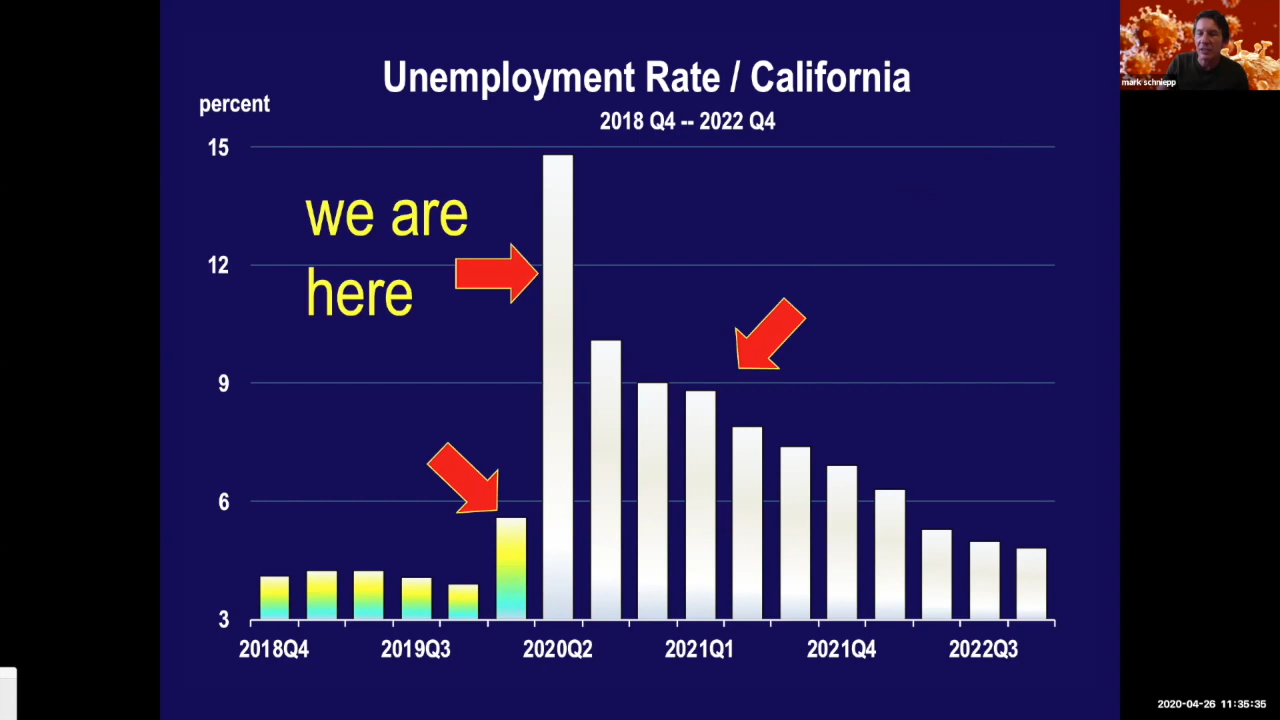 Unemployment Rate / California
percent
2018 Q4 -- 2022 Q4
15
we are
12
here
9
6
3
2018Q4 2019Q3 2020Q2 2021Q1 2021Q4 2022Q3
mark schniepp
2020-04-26 11:35:35